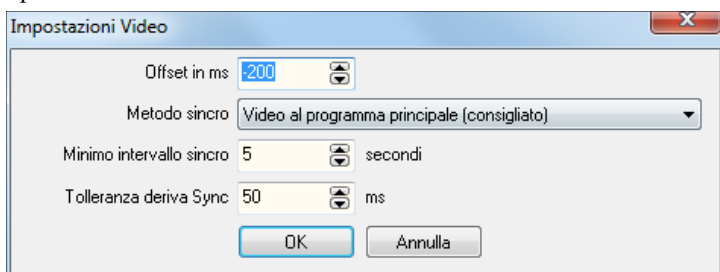 Impostazioni Video
Offset in ms -200
Metodo sincro Video al programma principale (consigliato)
Minimo intervallo sincro 5 secondi
Tolleranza deriva Sync 50 ms
OK Annulla